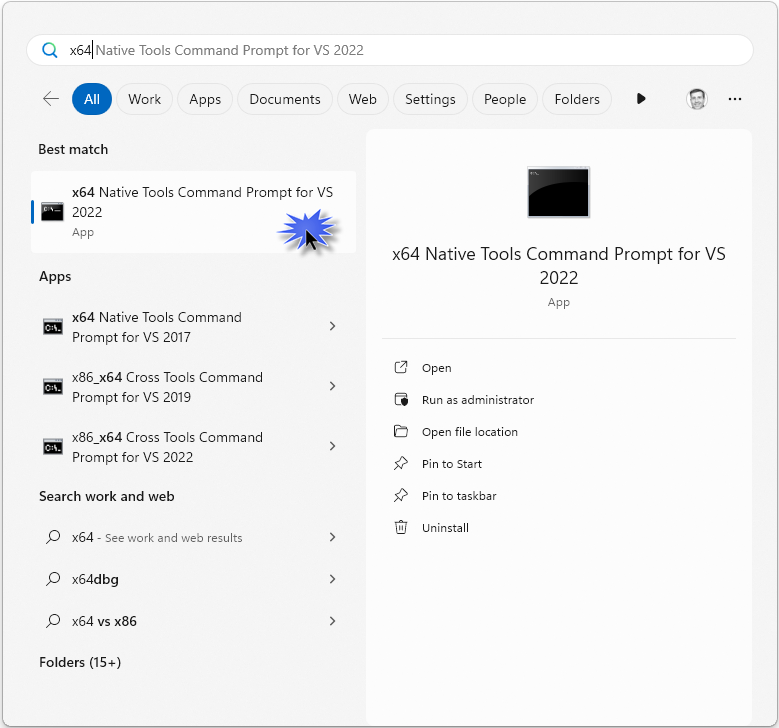 x64 Native Tools Command Prompt for VS 2022
All
Work
Apps
Documents
Web
Settings
People
Folders
Best match
x64 Native Tools Command Prompt for VS
2022
App
Apps
x64 Native Tools Command
Prompt for VS 2017
x86_x64 Cross Tools Command
Prompt for VS 2019
x86_x64 Cross Tools Command
Prompt for VS 2022
Search work and web
x64 - See work and web results
x64dbg
x64 vs x86
Folders (15+)
x64 Native Tools Command Prompt for VS
2022
App
Open
Run as administrator
Open file location
Pin to Start
Pin to taskbar
Uninstall